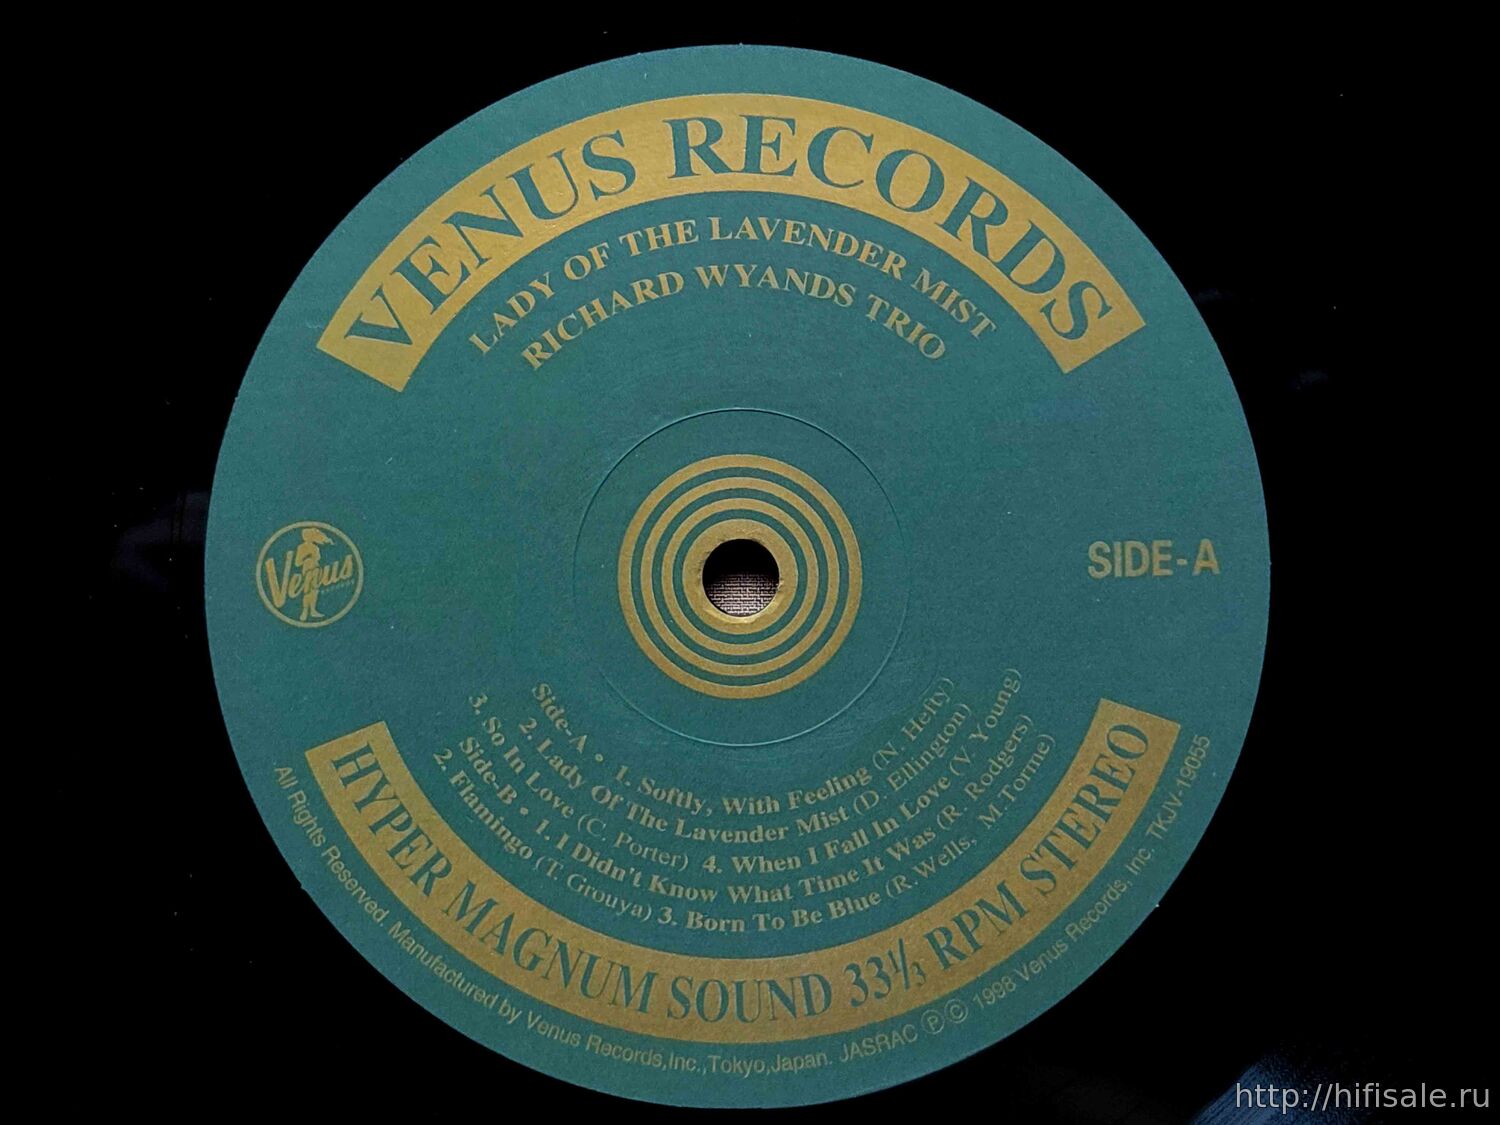 VENUS RECORDS
LADY OF THE LAVENDER MIST
RICHARD WYANDS TRIO
Venus
SIDE-A
Side-A • 1. Softly, With Feeling (N. Hefty)
2. Lady Of The Lavender Mist (D. Ellington)
3. So In Love (C. Porter) 4. When I Fall In Love (V. Young)
Side-B • 1. I Didn't Know What Time It Was (R. Rodgers)
2. Flamingo (T. Grouya) 3. Born To Be Blue (R. Wells, M. Torme)
HYPER MAGNUM SOUND 33 1/3 RPM STEREO
All Rights Reserved. Manufactured by Venus Records,Inc.,Tokyo,Japan. JASRAC Ⓟ © 1998 Venus Records, Inc. TKJV-19055
http://hifisale.ru